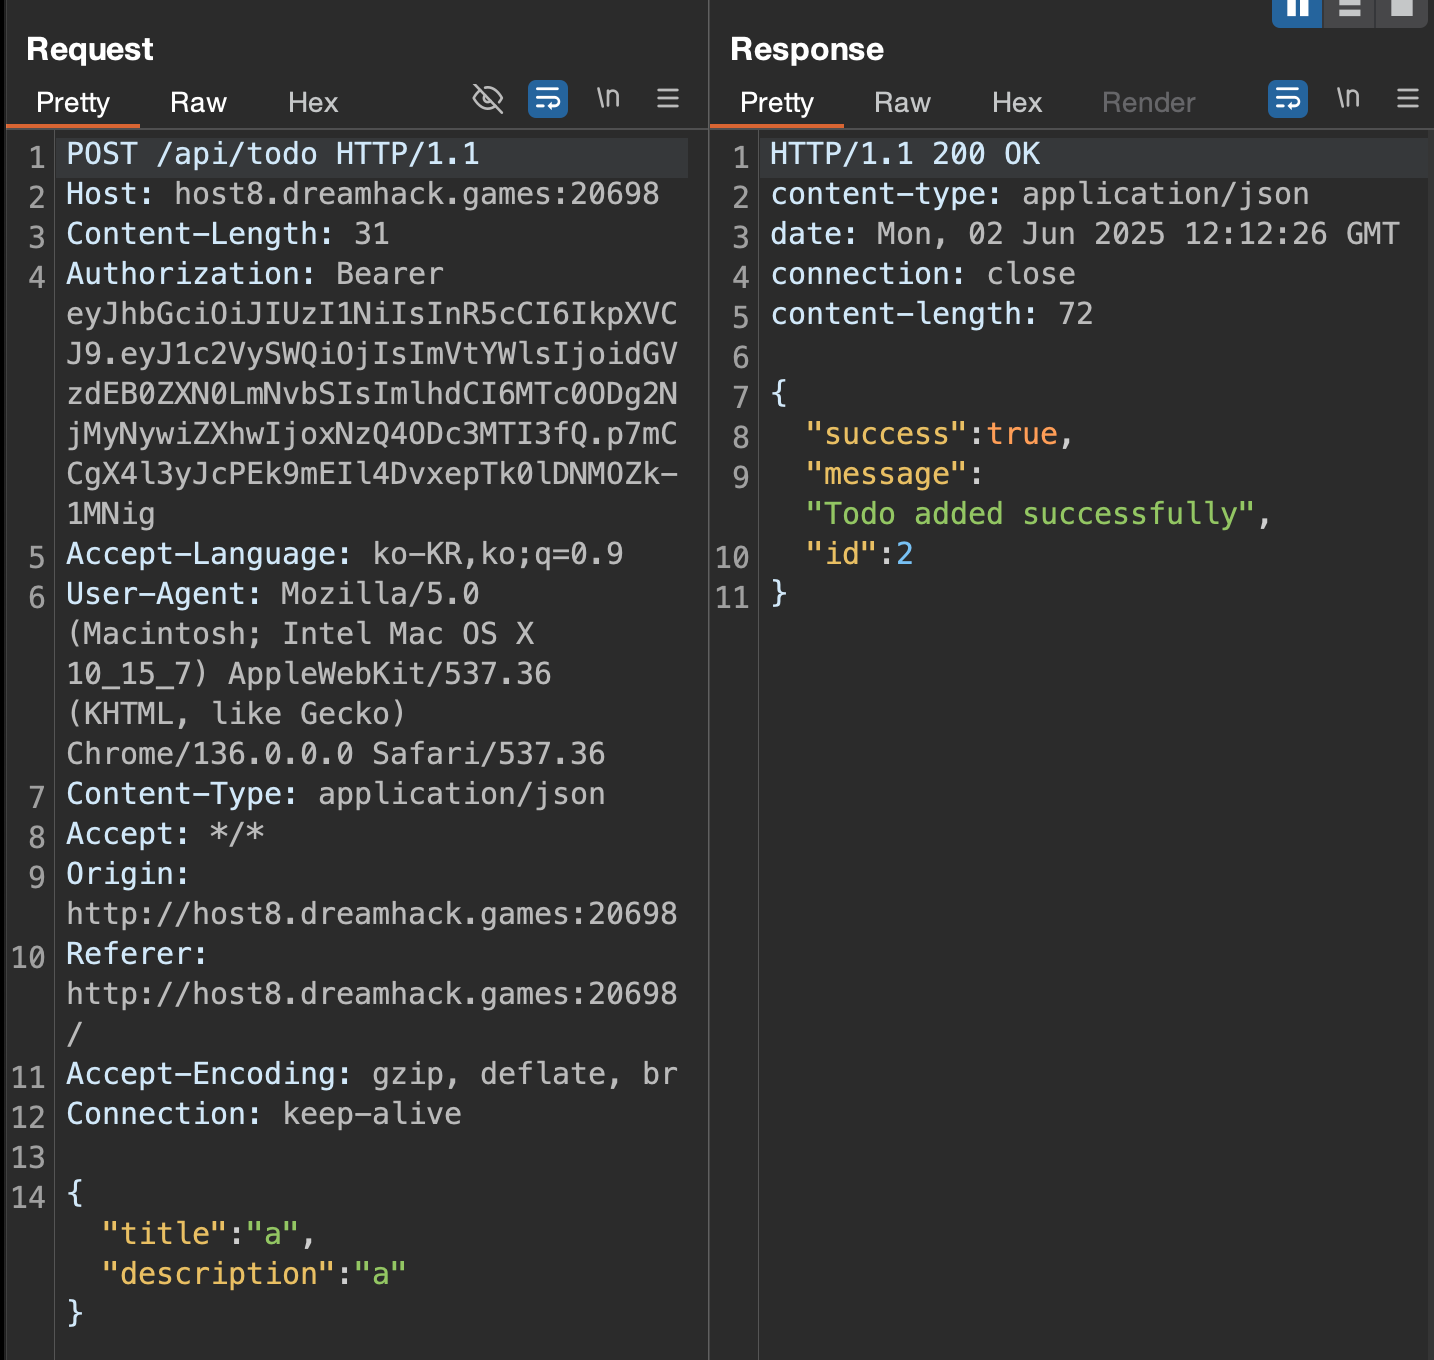 Request
Pretty Raw Hex \n
1 POST /api/todo HTTP/1.1
2 Host: host8.dreamhack.games:20698
3 Content-Length: 31
4 Authorization: Bearer
eyJhbGciOiJIUzI1NiIsInR5cCI6IkpXVC
J9.eyJ1c2VySWQiOjIsImVtYWlsIjoidGV
zdEB0ZXN0LmNvbSIsImlhdCI6MTc0ODg2N
jMyNywiZXhwIjoxNzQ4ODc3MTI3fQ.p7mC
CgX4l3yJcPEk9mEIl4DvxepTk0lDNMOZk-
1MNig
5 Accept-Language: ko-KR,ko;q=0.9
6 User-Agent: Mozilla/5.0
(Macintosh; Intel Mac OS X
10_15_7) AppleWebKit/537.36
(KHTML, like Gecko)
Chrome/136.0.0.0 Safari/537.36
7 Content-Type: application/json
8 Accept: */*
9 Origin:
http://host8.dreamhack.games:20698
10 Referer:
http://host8.dreamhack.games:20698
/
11 Accept-Encoding: gzip, deflate, br
12 Connection: keep-alive
13
14 {
"title":"a",
"description":"a"
}
Response
Pretty Raw Hex Render \n
1 HTTP/1.1 200 OK
2 content-type: application/json
3 date: Mon, 02 Jun 2025 12:12:26 GMT
4 connection: close
5 content-length: 72
6
7 {
8 "success":true,
9 "message":
"Todo added successfully",
10 "id":2
11 }